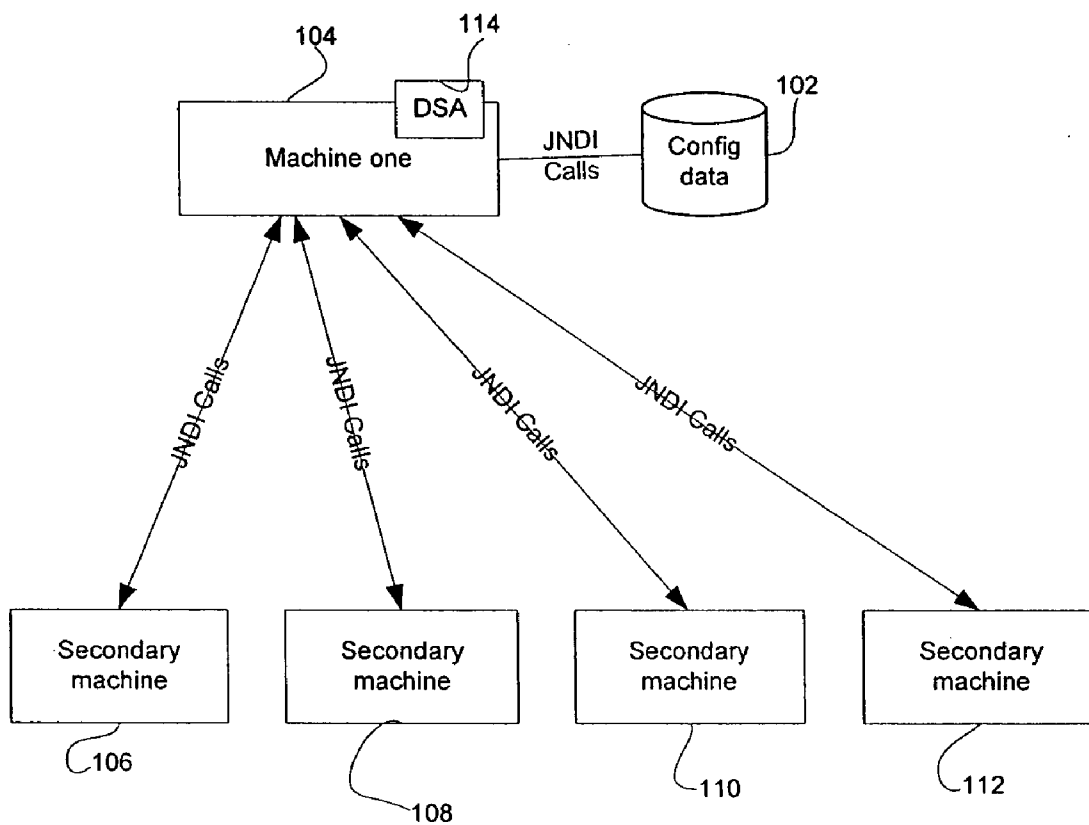 114
104
DSA
102
Machine one
JNDI
Calls
Config
data
JNDI Calls
JNDI Calls
JNDI Calls
JNDI Calls
Secondary
machine
Secondary
machine
Secondary
machine
Secondary
machine
106
108
110
112